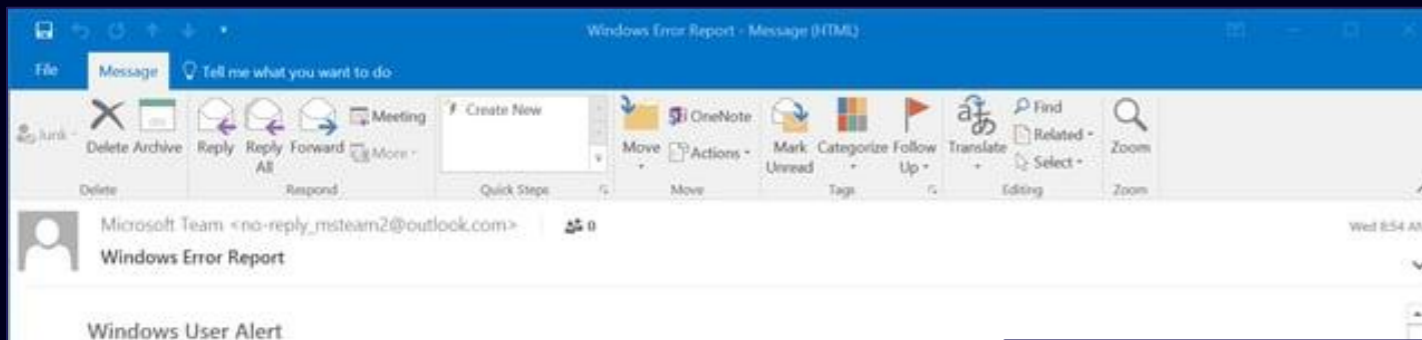 Windows Error Report - Message (HTML)
File Message Tell me what you want to do
Junk
Delete Archive
Reply Reply All Forward
Meeting
More
Create New
Move
OneNote
Actions
Mark Unread Categorize Follow Up
Translate
Find
Related
Select
Zoom
Delete Respond Quick Steps Move Tags Editing Zoom
Microsoft Team <no-reply_msteam2@outlook.com> 0 Wed 8:54 AM
Windows Error Report
Windows User Alert